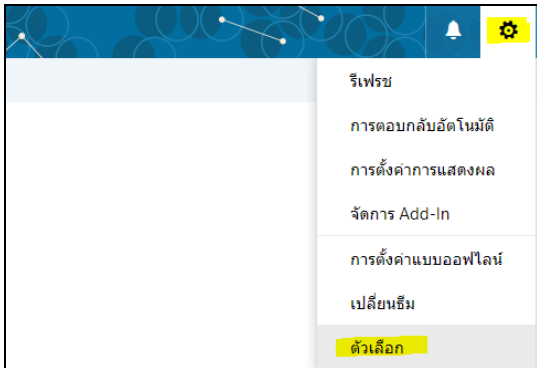 รีเฟรช
การตอบกลับอัตโนมัติ
การตั้งค่าการแสดงผล
จัดการ Add-In
การตั้งค่าแบบออฟไลน์
เปลี่ยนธีม
ตัวเลือก